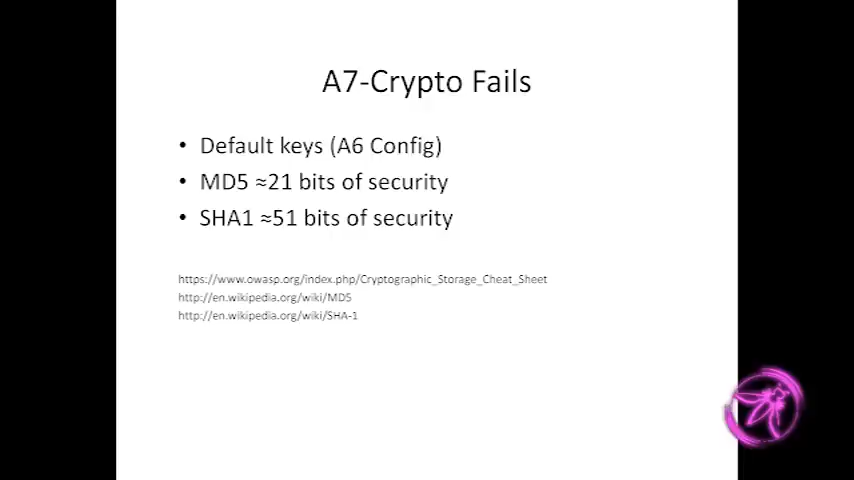 A7-Crypto Fails
• Default keys (A6 Config)
• MD5 ≈21 bits of security
• SHA1 ≈51 bits of security
https://www.owasp.org/index.php/Cryptographic_Storage_Cheat_Sheet
http://en.wikipedia.org/wiki/MD5
http://en.wikipedia.org/wiki/SHA-1